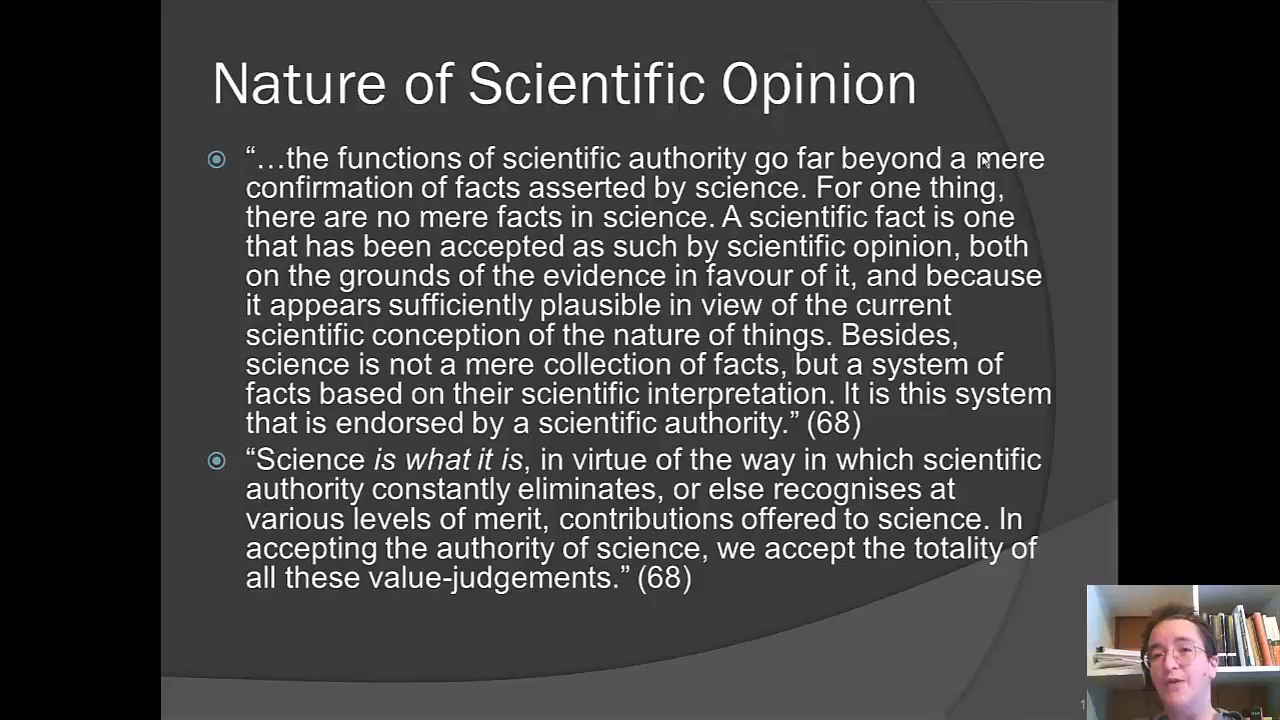 Nature of Scientific Opinion
“…the functions of scientific authority go far beyond a mere
confirmation of facts asserted by science. For one thing,
there are no mere facts in science. A scientific fact is one
that has been accepted as such by scientific opinion, both
on the grounds of the evidence in favour of it, and because
it appears sufficiently plausible in view of the current
scientific conception of the nature of things. Besides,
science is not a mere collection of facts, but a system of
facts based on their scientific interpretation. It is this system
that is endorsed by a scientific authority.” (68)
“Science is what it is, in virtue of the way in which scientific
authority constantly eliminates, or else recognises at
various levels of merit, contributions offered to science. In
accepting the authority of science, we accept the totality of
all these value-judgements.” (68)